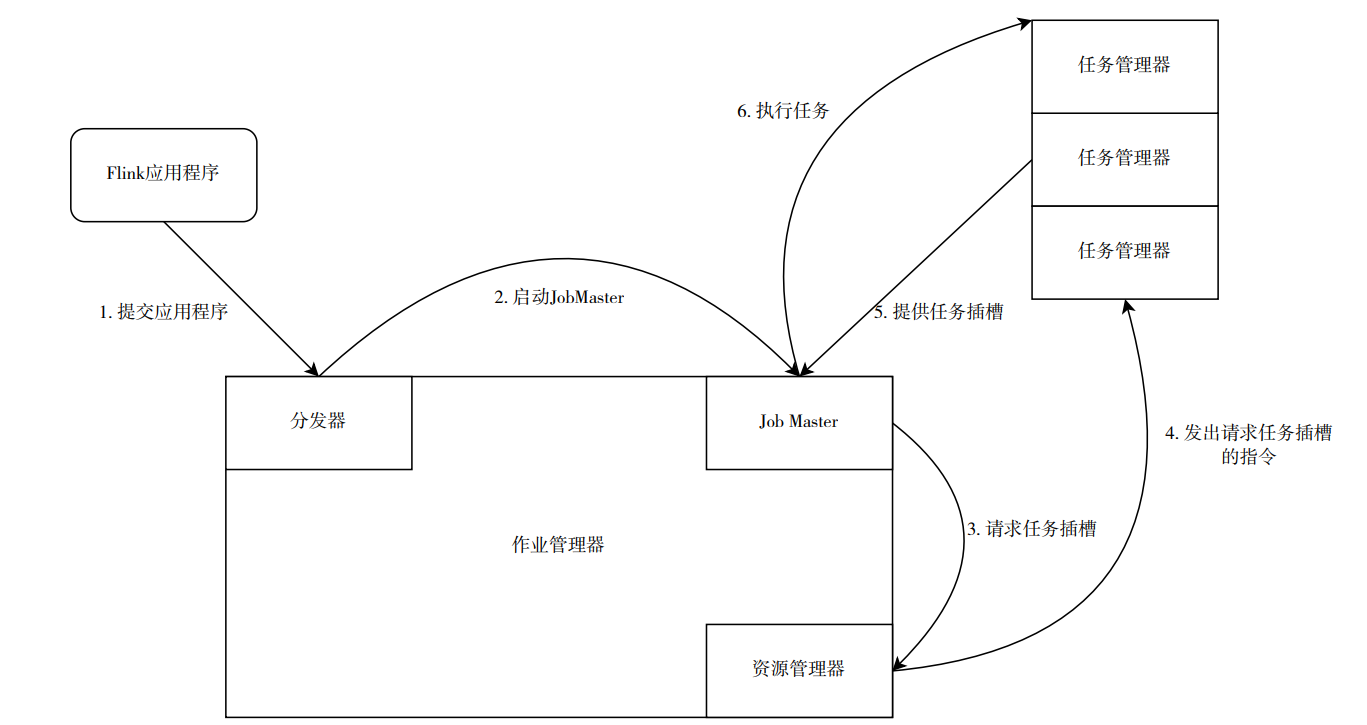 任务管理器
6. 执行任务
任务管理器
Flink应用程序
任务管理器
2. 启动JobMaster
1. 提交应用程序
5. 提供任务插槽
分发器
Job Master
4. 发出请求任务插槽
的指令
3. 请求任务插槽
作业管理器
资源管理器